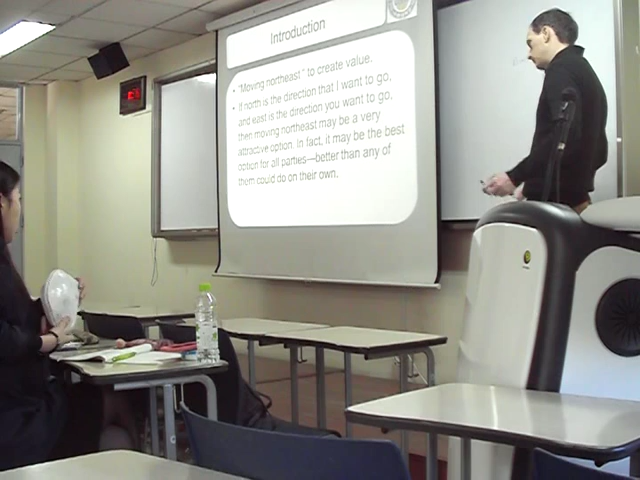 Introduction
• "Moving northeast" to create value.
• If north is the direction that I want to go,
and east is the direction you want to go,
then moving northeast may be a very
attractive option. In fact, it may be the best
option for all parties—better than any of
them could do on their own.